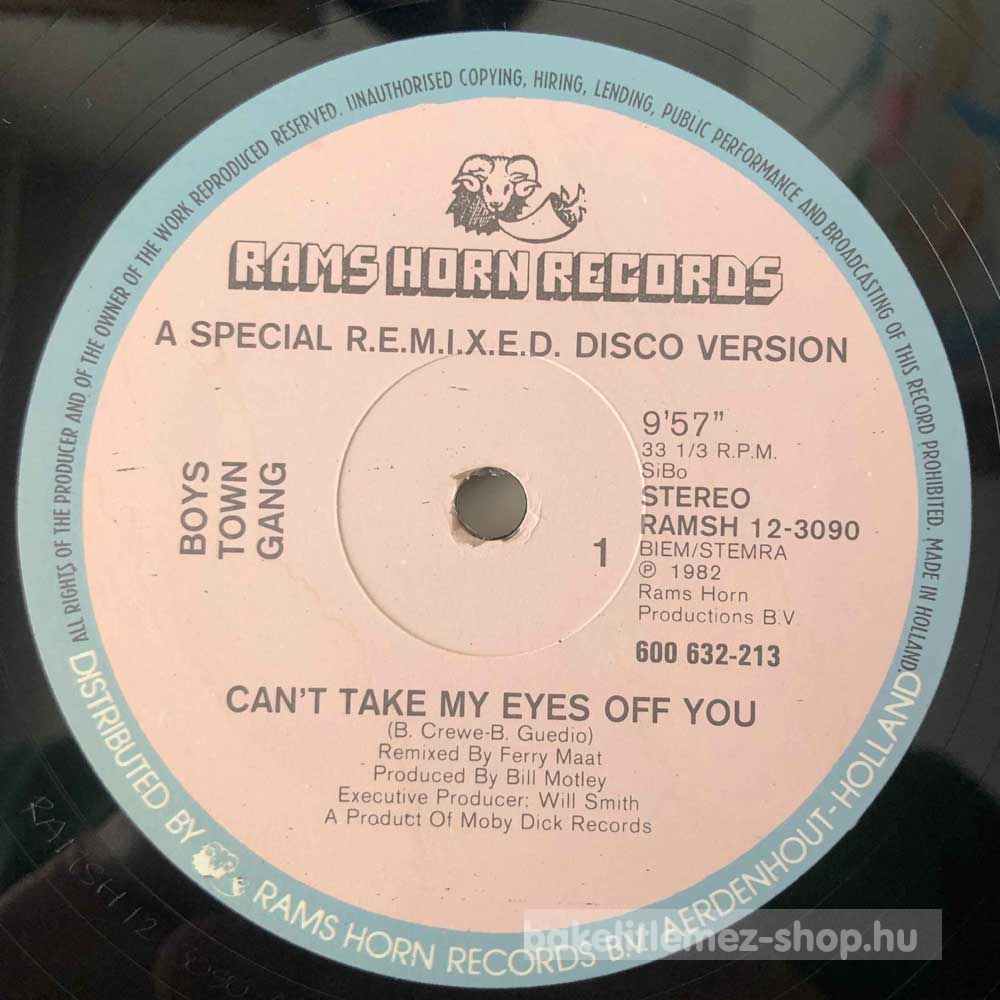 ALL RIGHTS OF THE PRODUCER AND OF THE OWNER OF THE WORK REPRODUCED RESERVED. UNAUTHORISED COPYING, HIRING, LENDING, PUBLIC PERFORMANCE AND BROADCASTING OF THIS RECORD PROHIBITED. MADE IN HOLLAND.
RAMS HORN RECORDS
A SPECIAL R.E.M.I.X.E.D. DISCO VERSION
BOYS
TOWN
GANG
1
9'57"
33 1/3 R.P.M.
SiBo
STEREO
RAMSH 12-3090
BIEM/STEMRA
℗ 1982
Rams Horn
Productions B.V.
600 632-213
CAN'T TAKE MY EYES OFF YOU
(B. Crewe-B. Guedio)
Remixed By Ferry Maat
Produced By Bill Motley
Executive Producer: Will Smith
A Product Of Moby Dick Records
DISTRIBUTED BY RAMS HORN RECORDS B.V. AERDENHOUT-HOLLAND
RAMSH 12
bakelitlemez-shop.hu